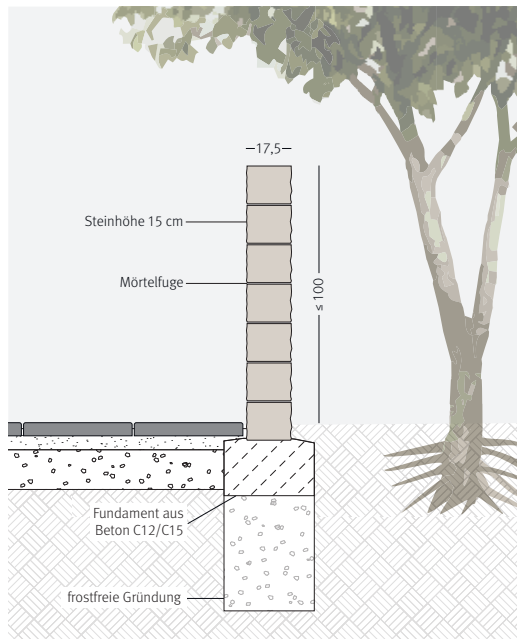 17,5
Steinhöhe 15 cm
Mörtelfuge
≤ 100
Fundament aus
Beton C12/C15
frostfreie Gründung